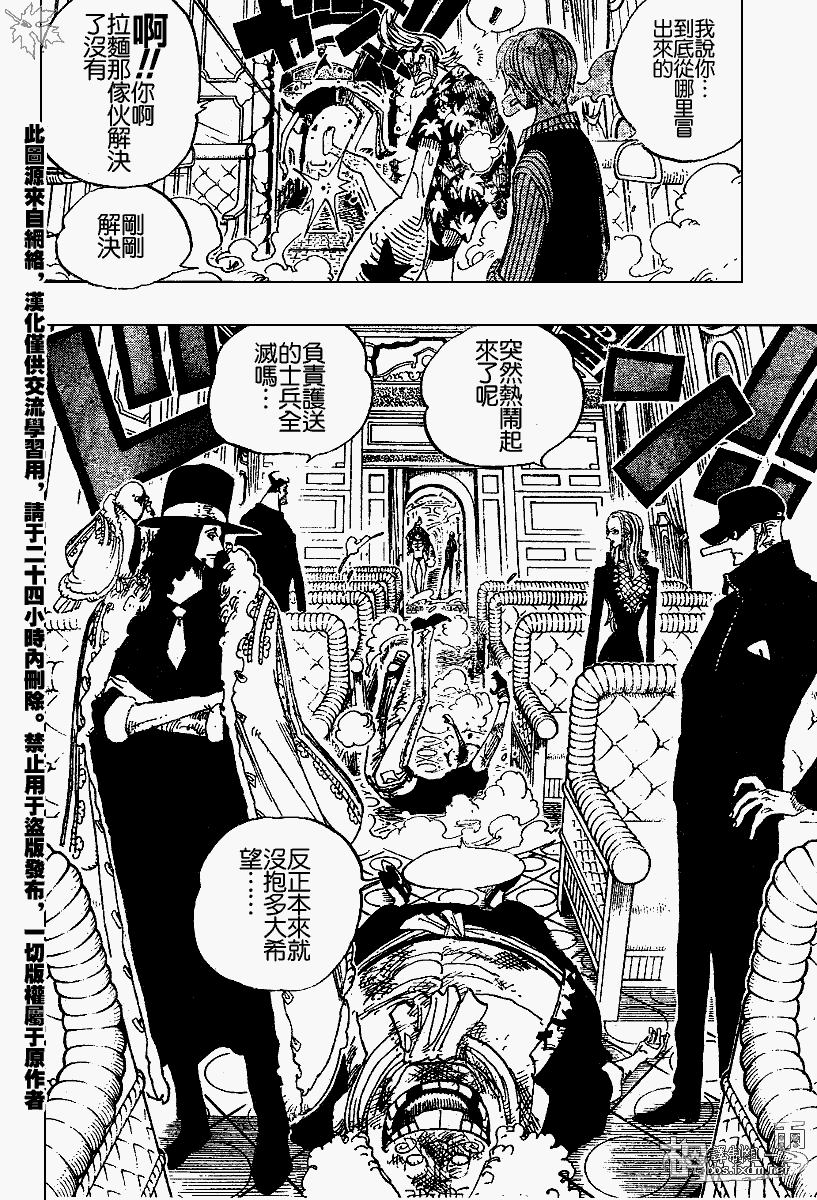 我說你…
到底從哪里冒
出來的
！
啊!!你啊
拉麵那傢伙解決
了沒有
剛剛
解決
突然熱鬧起
來了呢
負責護送
的士兵全
滅嗎…
反正本來就
沒抱多大希
望……
此圖源來自網絡，漢化僅供交流學習用，請于二十四小時內刪除。禁止用于盜版發布，一切版權屬于原作者